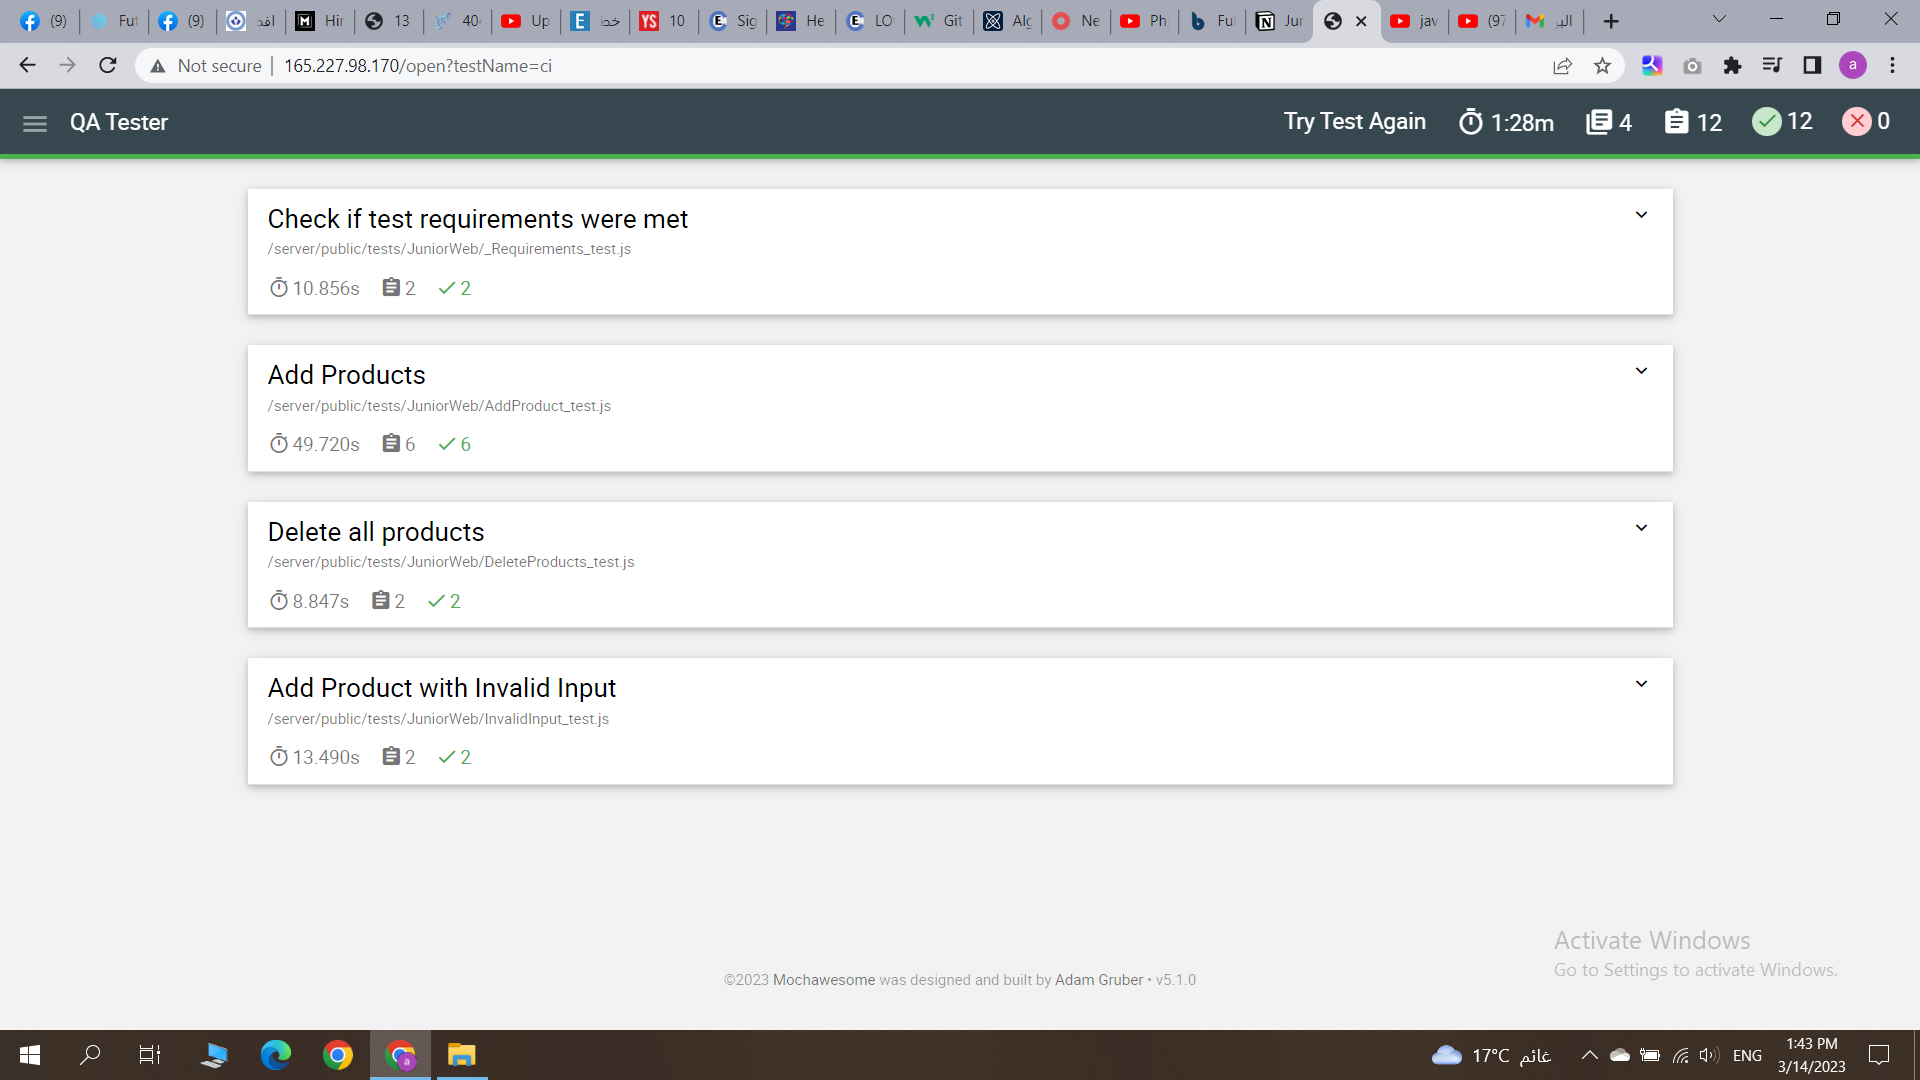 (9) Fut (9) افد Hir 13 40 Up خط 10 Sig He LO Git Alg Ne Ph Ful Jur jav (97 البر
Not secure 165.227.98.170/open?testName=ci a
QA Tester Try Test Again 1:28m 4 12 12 0
Check if test requirements were met
/server/public/tests/JuniorWeb/_Requirements_test.js
10.856s 2 2
Add Products
/server/public/tests/JuniorWeb/AddProduct_test.js
49.720s 6 6
Delete all products
/server/public/tests/JuniorWeb/DeleteProducts_test.js
8.847s 2 2
Add Product with Invalid Input
/server/public/tests/JuniorWeb/InvalidInput_test.js
13.490s 2 2
Activate Windows
Go to Settings to activate Windows.
©2023 Mochawesome was designed and built by Adam Gruber • v5.1.0
17°C غائم ENG 1:43 PM
3/14/2023